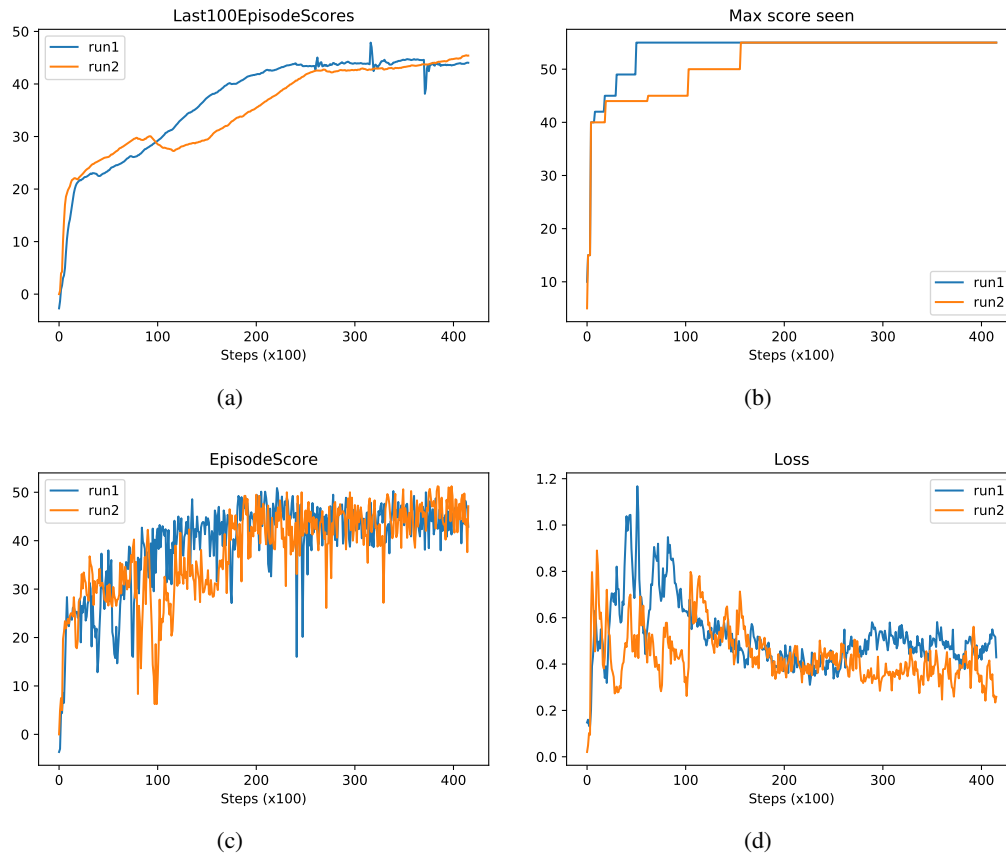 Last100EpisodeScores
50
40
30
20
10
0
run1
run2
0 100 200 300 400
Steps (x100)
(a)
Max score seen
50
40
30
20
10
run1
run2
0 100 200 300 400
Steps (x100)
(b)
EpisodeScore
50
40
30
20
10
0
run1
run2
0 100 200 300 400
Steps (x100)
(c)
Loss
1.2
1.0
0.8
0.6
0.4
0.2
0.0
run1
run2
0 100 200 300 400
Steps (x100)
(d)